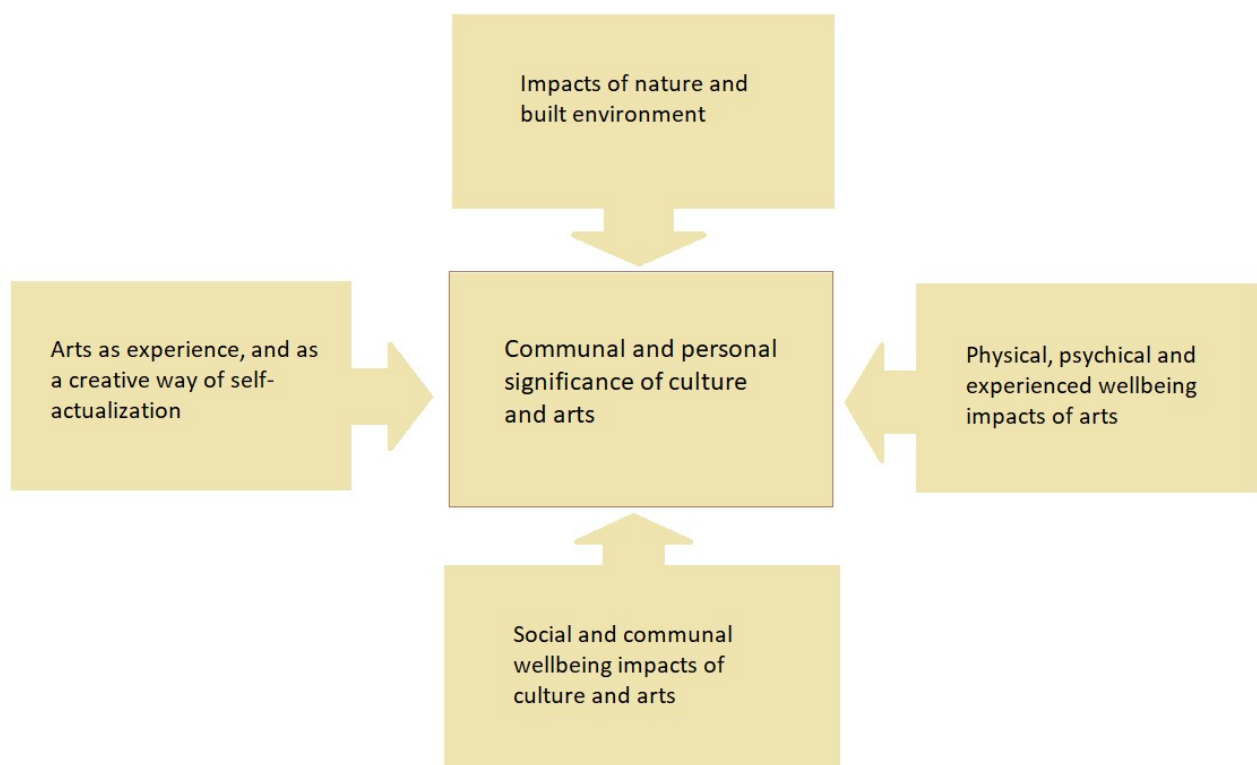 Impacts of nature and
built environment
Arts as experience, and as
a creative way of self-
actualization
Communal and personal
significance of culture
and arts
Physical, psychical and
experienced wellbeing
impacts of arts
Social and communal
wellbeing impacts of
culture and arts